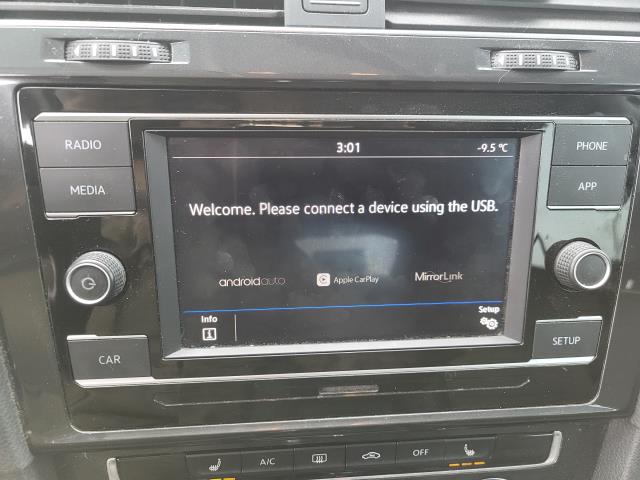 RADIO
MEDIA
CAR
3:01 -9.5 °C
Welcome. Please connect a device using the USB.
androidauto Apple CarPlay MirrorLink
Info Setup
PHONE
APP
SETUP
A/C OFF